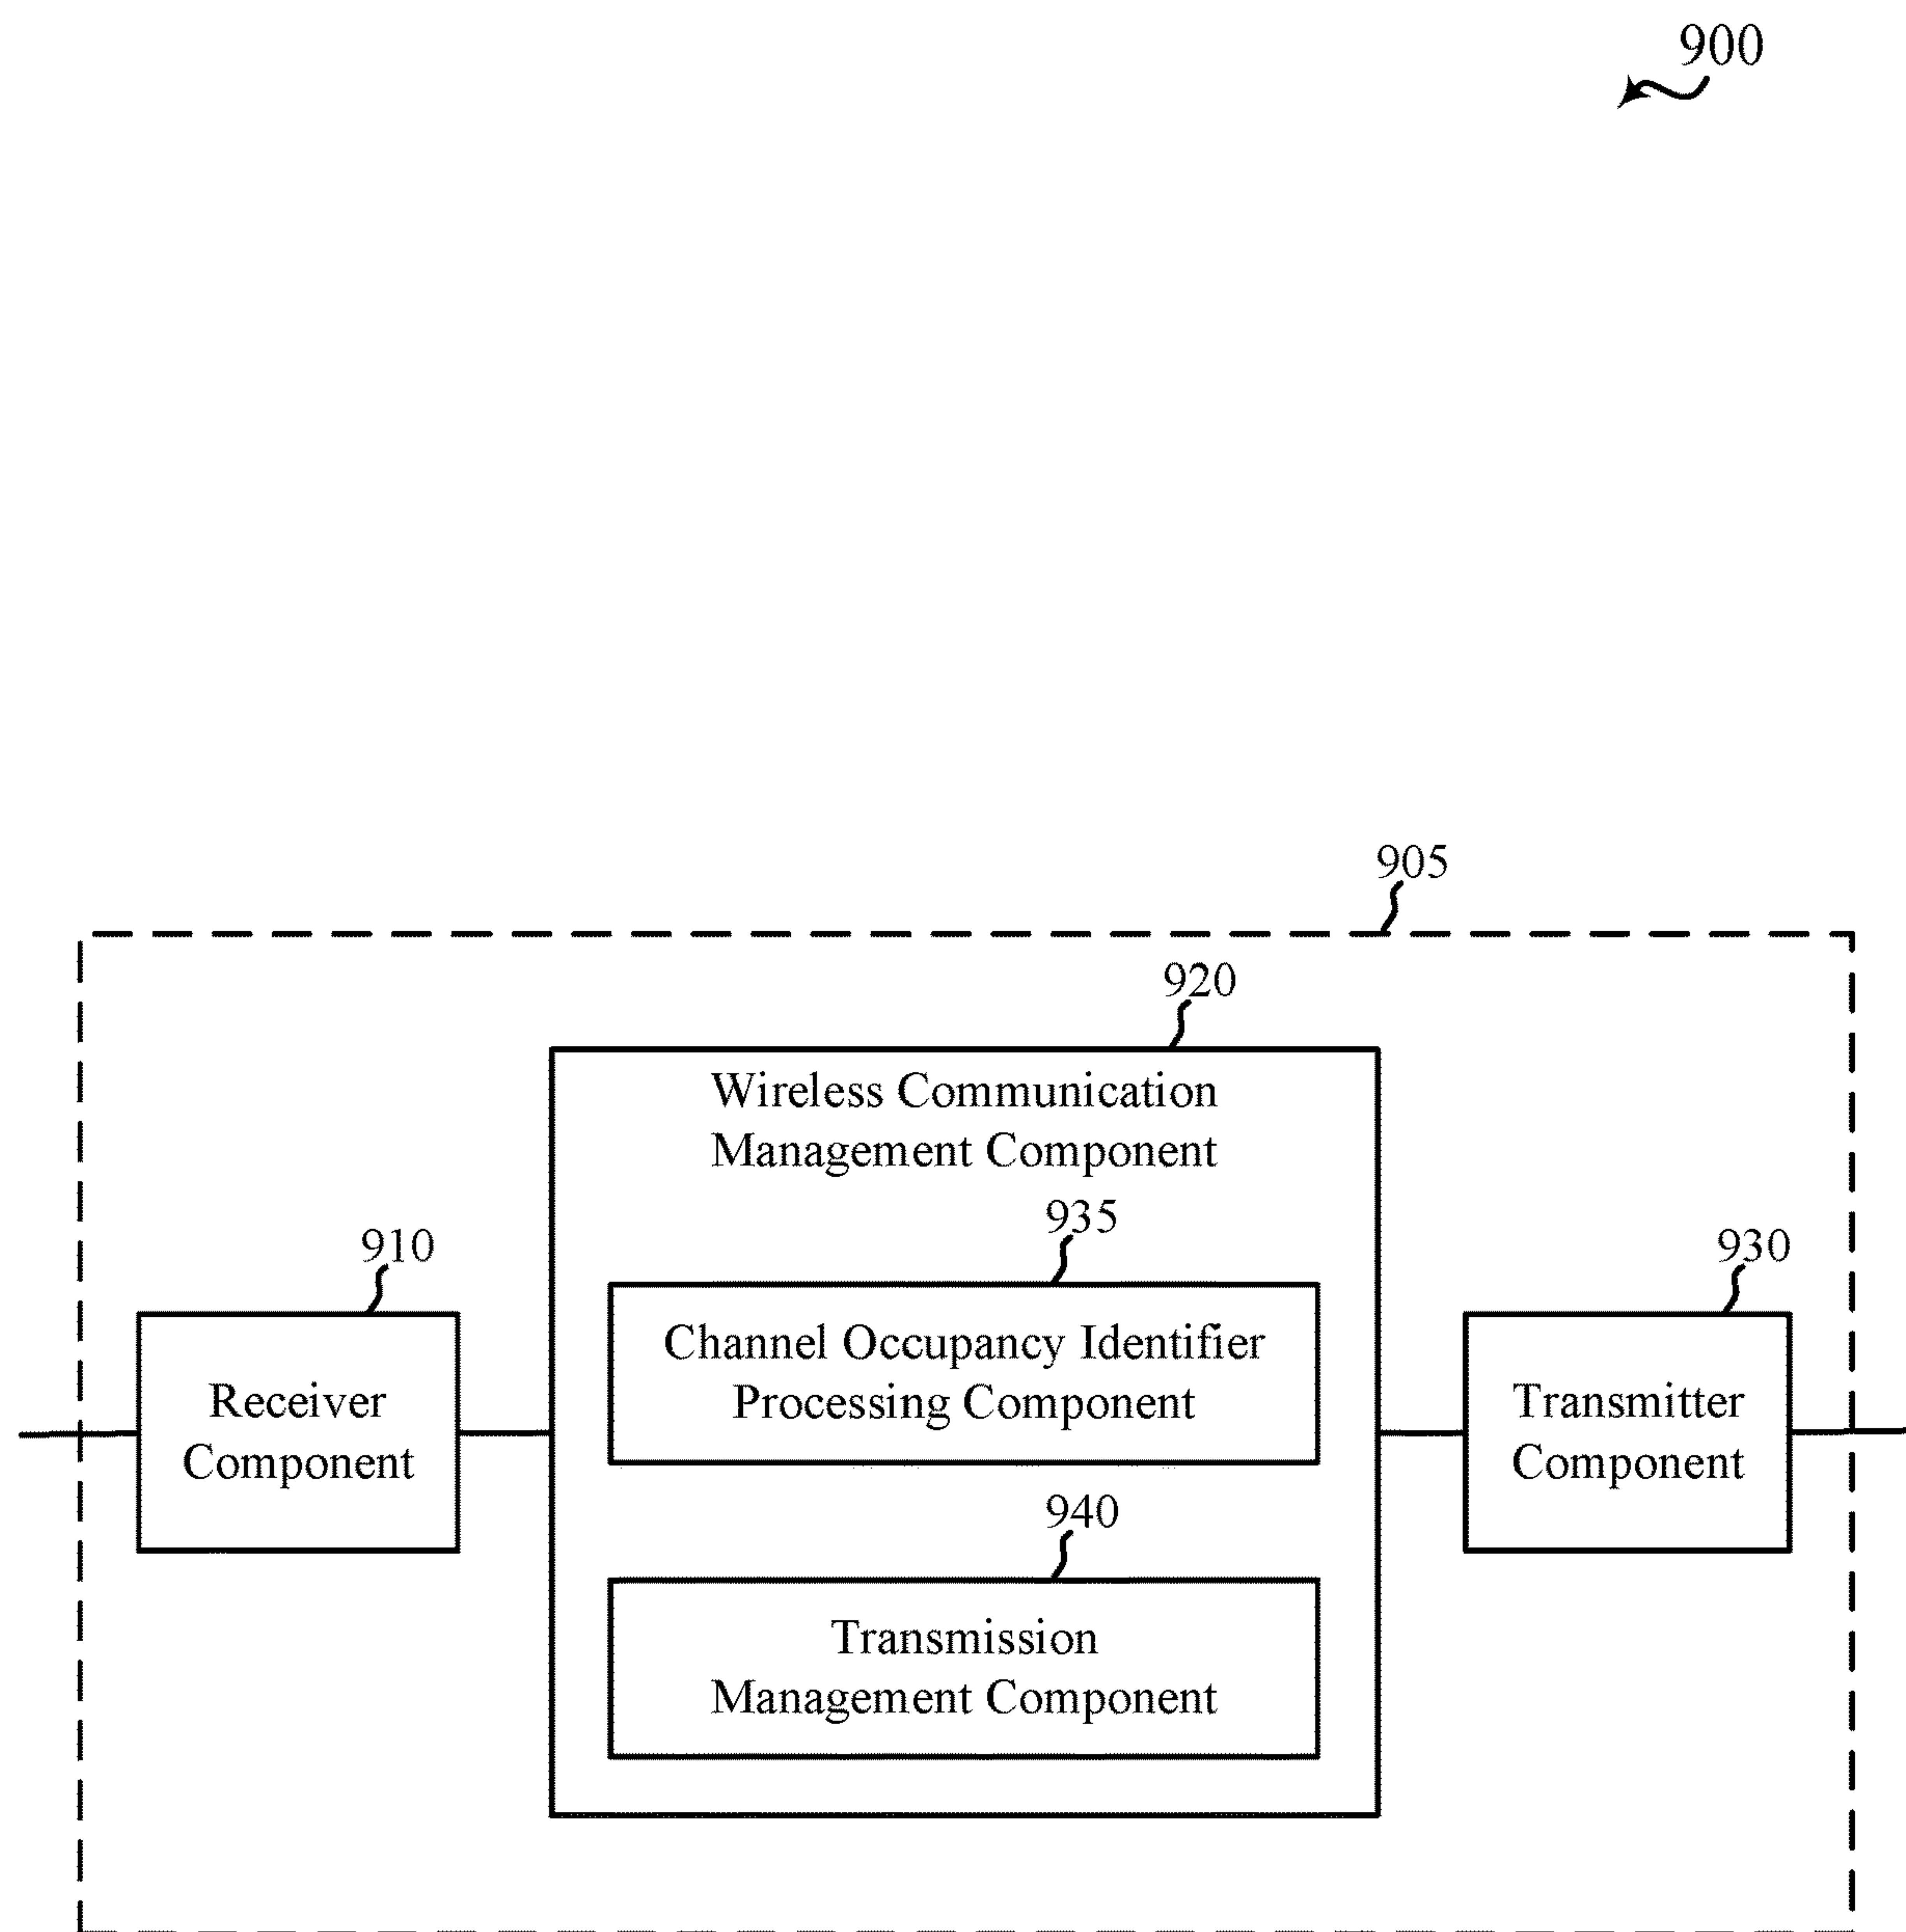 900
905
920
Wireless Communication
Management Component
935
910
930
Channel Occupancy Identifier
Processing Component
Receiver
Component
Transmitter
Component
940
Transmission
Management Component